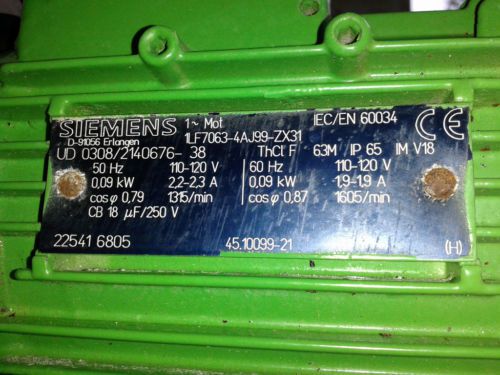 SIEMENS 1~ Mot. IEC/EN 60034 CE
D-91056 Erlangen 1LF7063-4AJ99-ZX31
UD 0308/2140676- 38 ThCl F 63M IP 65 IM V18
50 Hz 110-120 V 60 Hz 110-120 V
0,09 kW 2,2-2,3 A 0,09 kW 1,9-1,9 A
cos φ 0,79 1315/min cos φ 0,87 1605/min
CB 18 µF/250 V
22541 6805 45.10099-21 (H)